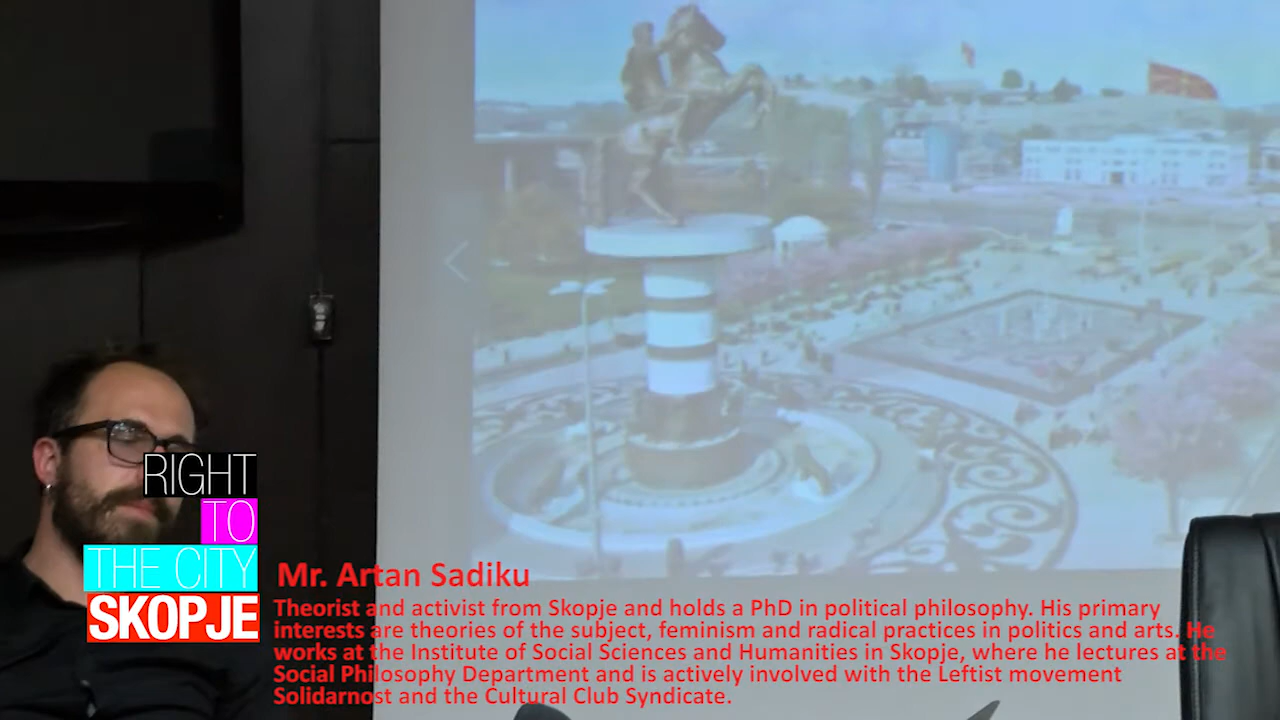 RIGHT
TO
THE CITY
SKOPJE
Mr. Artan Sadiku
Theorist and activist from Skopje and holds a PhD in political philosophy. His primary
interests are theories of the subject, feminism and radical practices in politics and arts. He
works at the Institute of Social Sciences and Humanities in Skopje, where he lectures at the
Social Philosophy Department and is actively involved with the Leftist movement
Solidarnost and the Cultural Club Syndicate.